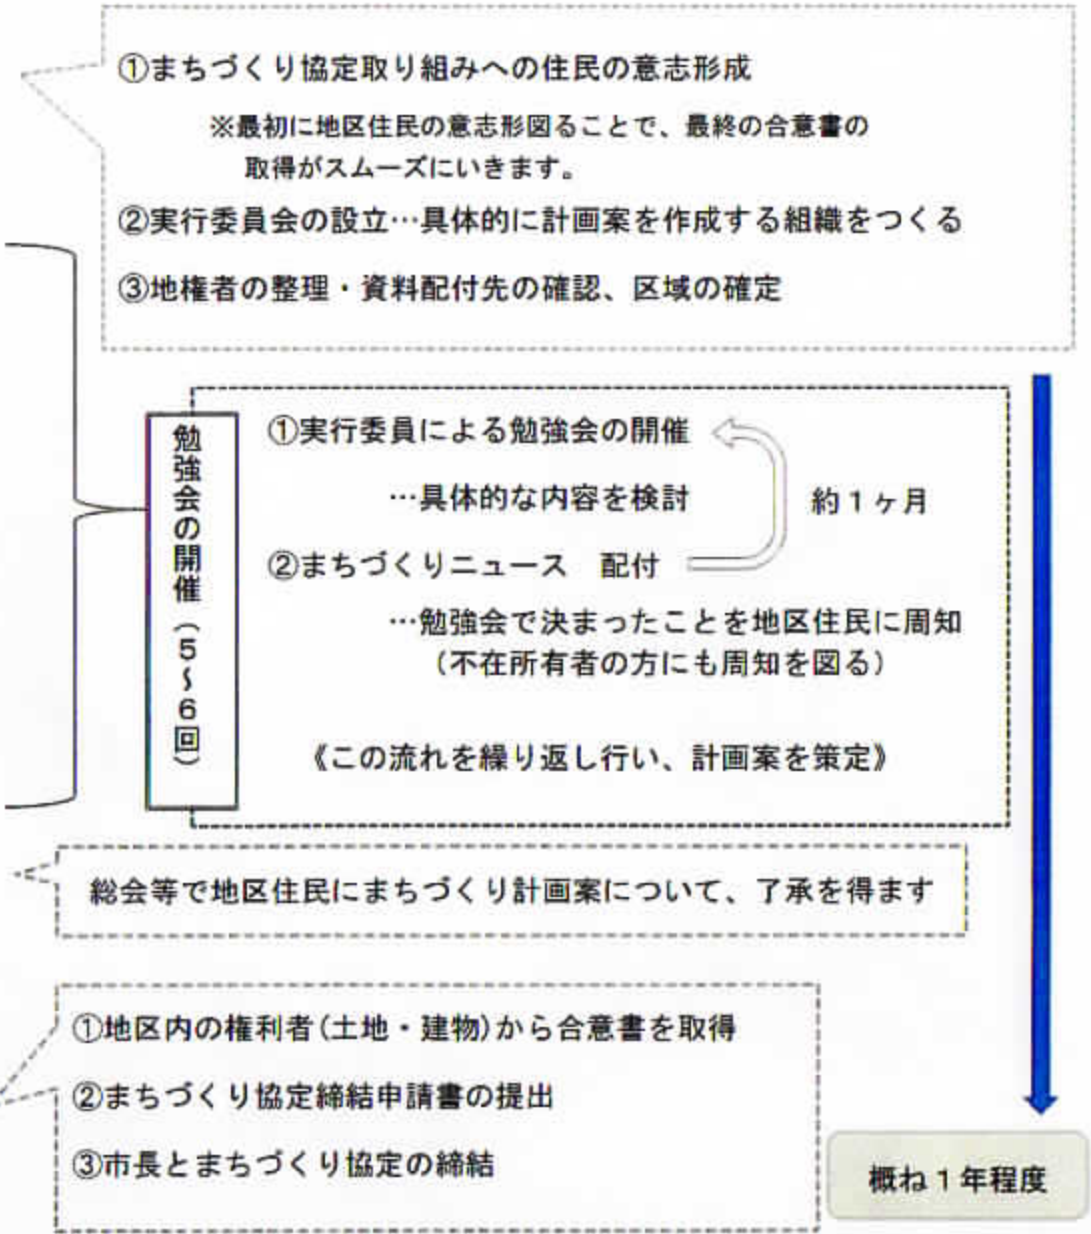 ①まちづくり協定取り組みへの住民の意志形成
※最初に地区住民の意志形図ることで、最終の合意書の
取得がスムーズにいきます。
②実行委員会の設立…具体的に計画案を作成する組織をつくる
③地権者の整理・資料配付先の確認、区域の確定
勉強会の開催（５～６回）
①実行委員による勉強会の開催
…具体的な内容を検討
約１ヶ月
②まちづくりニュース　配付
…勉強会で決まったことを地区住民に周知
（不在所有者の方にも周知を図る）
《この流れを繰り返し行い、計画案を策定》
総会等で地区住民にまちづくり計画案について、了承を得ます
①地区内の権利者(土地・建物)から合意書を取得
②まちづくり協定締結申請書の提出
③市長とまちづくり協定の締結
概ね１年程度